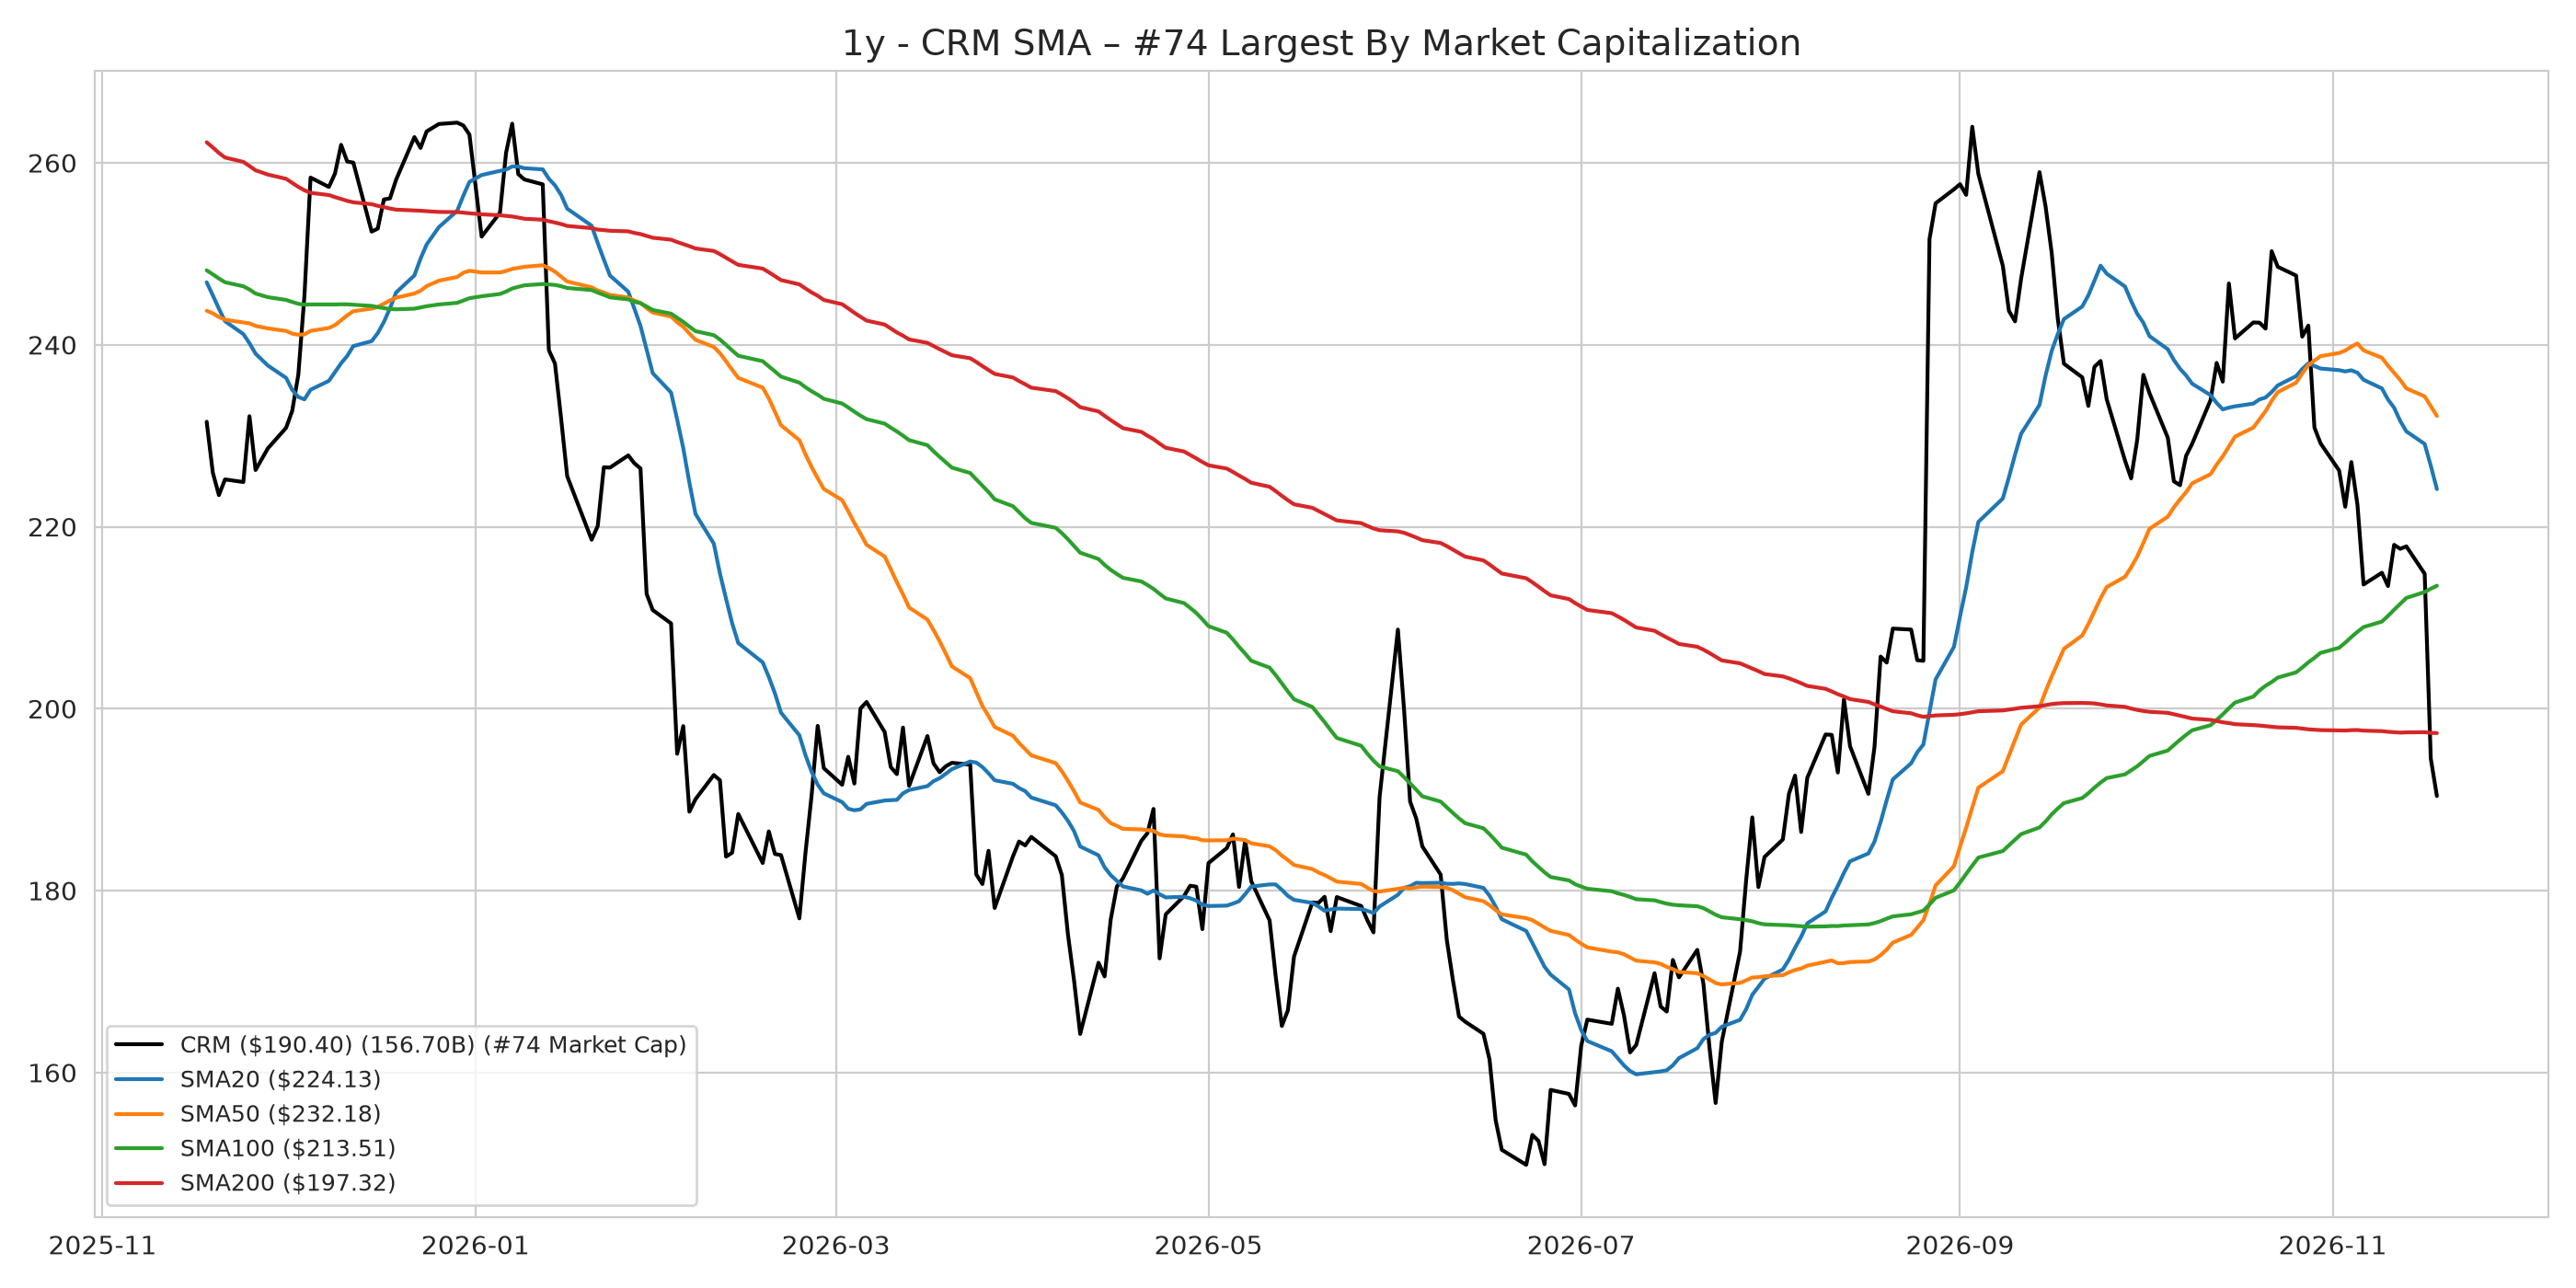 1y - CRM SMA – #74 Largest By Market Capitalization
260
240
220
200
180
160
CRM ($190.40) (156.70B) (#74 Market Cap)
SMA20 ($224.13)
SMA50 ($232.18)
SMA100 ($213.51)
SMA200 ($197.32)
2025-11
2026-01
2026-03
2026-05
2026-07
2026-09
2026-11